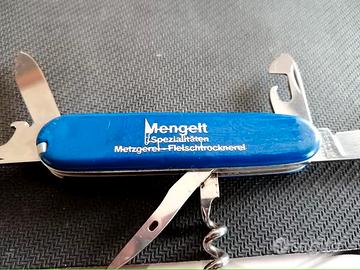 Mengelt
Spezialitäten
Metzgerei - Fleischtrocknerei